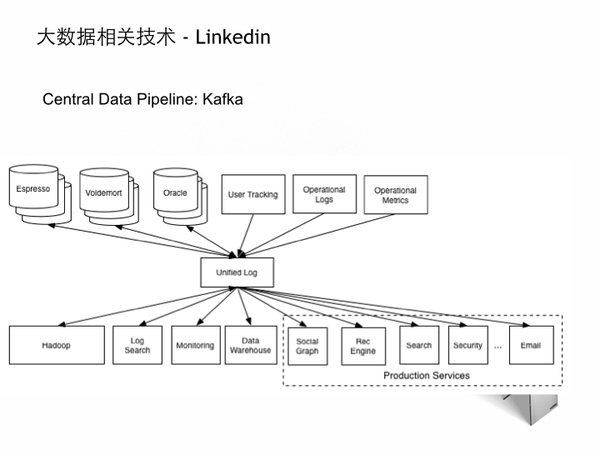 大数据相关技术 - Linkedin
Central Data Pipeline: Kafka
Espresso
Voldemort
Oracle
User Tracking
Operational
Logs
Operational
Metrics
Unified Log
Hadoop
Log
Search
Monitoring
Data
Warehouse
Social
Graph
Rec
Engine
Search
Security
...
Email
Production Services